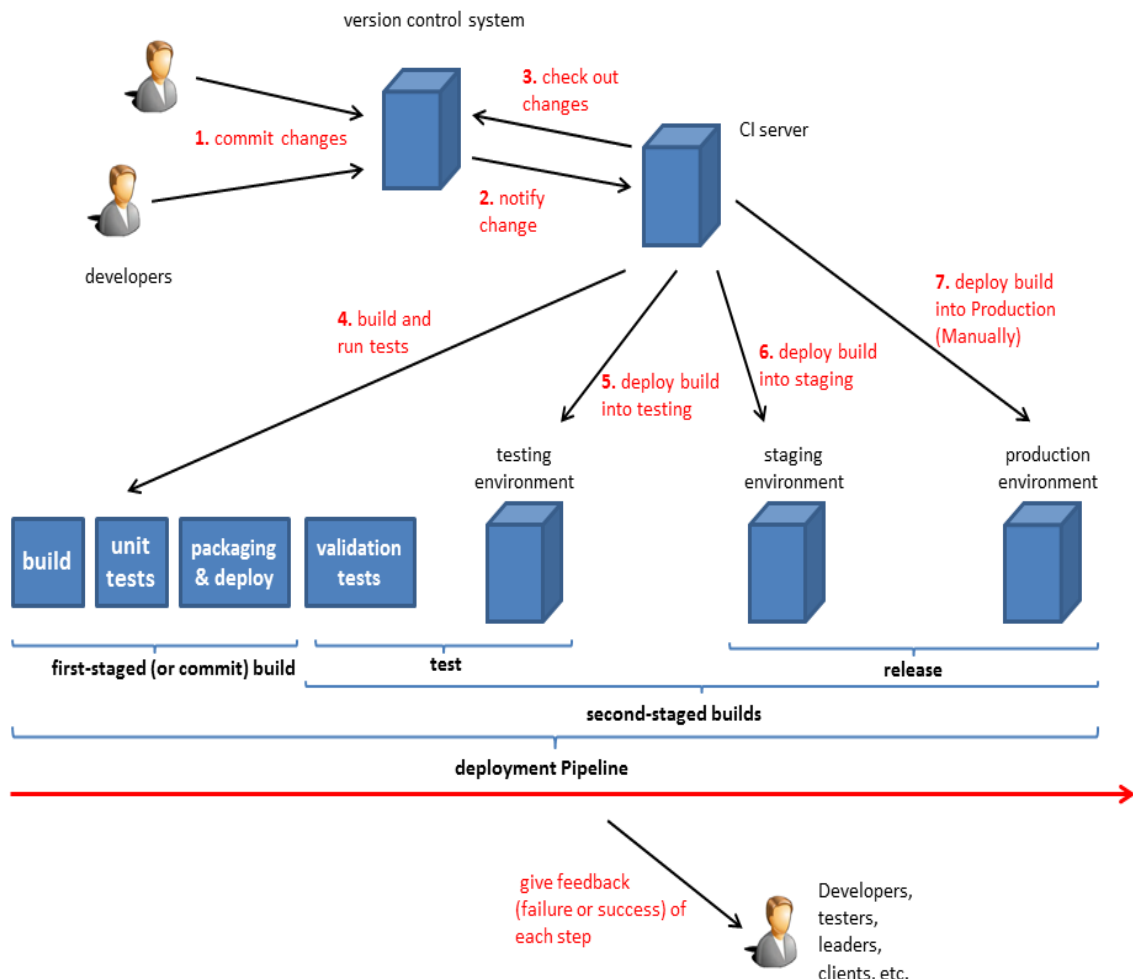 version control system
3. check out
changes
CI server
1. commit changes
2. notify
change
developers
7. deploy build
into Production
(Manually)
4. build and
run tests
6. deploy build
into staging
5. deploy build
into testing
testing
environment
staging
environment
production
environment
build
unit
tests
packaging
& deploy
validation
tests
first-staged (or commit) build
test
release
second-staged builds
deployment Pipeline
give feedback
(failure or success) of
each step
Developers,
testers,
leaders,
clients, etc.